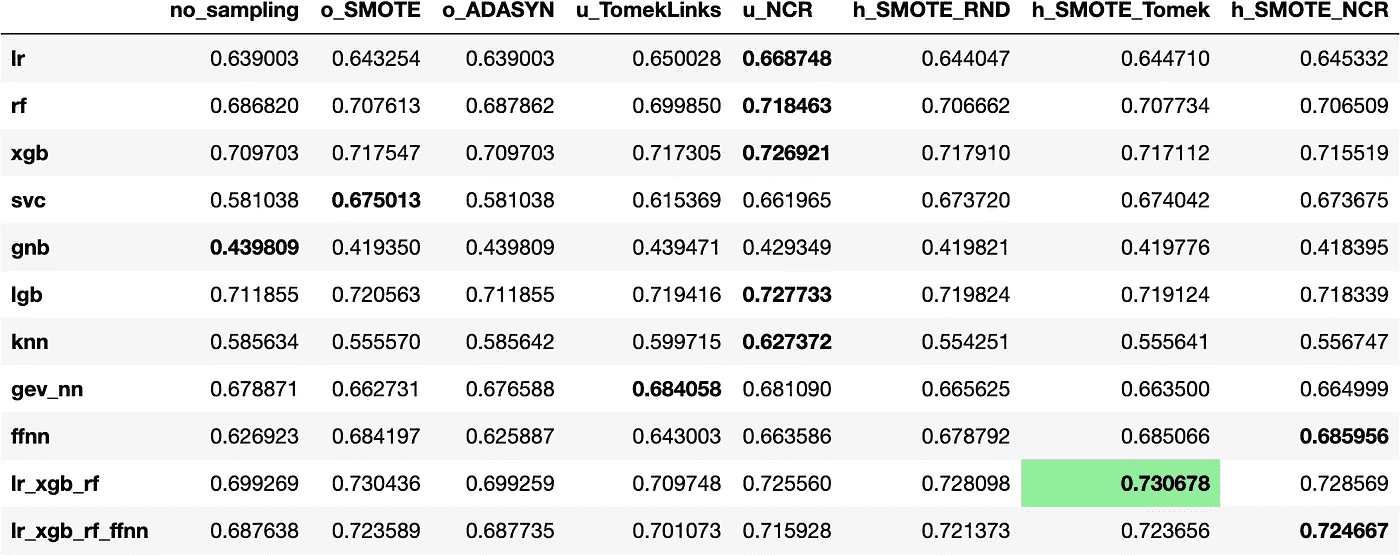 no_sampling o_SMOTE o_ADASYN u_TomekLinks u_NCR h_SMOTE_RND h_SMOTE_Tomek h_SMOTE_NCR
lr 0.639003 0.643254 0.639003 0.650028 0.668748 0.644047 0.644710 0.645332
rf 0.686820 0.707613 0.687862 0.699850 0.718463 0.706662 0.707734 0.706509
xgb 0.709703 0.717547 0.709703 0.717305 0.726921 0.717910 0.717112 0.715519
svc 0.581038 0.675013 0.581038 0.615369 0.661965 0.673720 0.674042 0.673675
gnb 0.439809 0.419350 0.439809 0.439471 0.429349 0.419821 0.419776 0.418395
lgb 0.711855 0.720563 0.711855 0.719416 0.727733 0.719824 0.719124 0.718339
knn 0.585634 0.555570 0.585642 0.599715 0.627372 0.554251 0.555641 0.556747
gev_nn 0.678871 0.662731 0.676588 0.684058 0.681090 0.665625 0.663500 0.664999
ffnn 0.626923 0.684197 0.625887 0.643003 0.663586 0.678792 0.685066 0.685956
lr_xgb_rf 0.699269 0.730436 0.699259 0.709748 0.725560 0.728098 0.730678 0.728569
lr_xgb_rf_ffnn 0.687638 0.723589 0.687735 0.701073 0.715928 0.721373 0.723656 0.724667